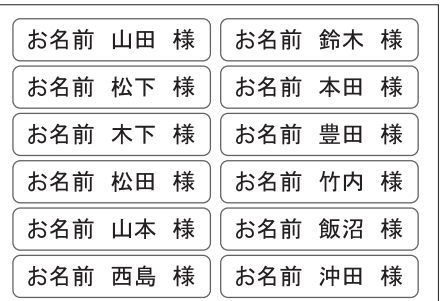 お名前 山田 様
お名前 鈴木 様
お名前 松下 様
お名前 本田 様
お名前 木下 様
お名前 豊田 様
お名前 松田 様
お名前 竹内 様
お名前 山本 様
お名前 飯沼 様
お名前 西島 様
お名前 沖田 様